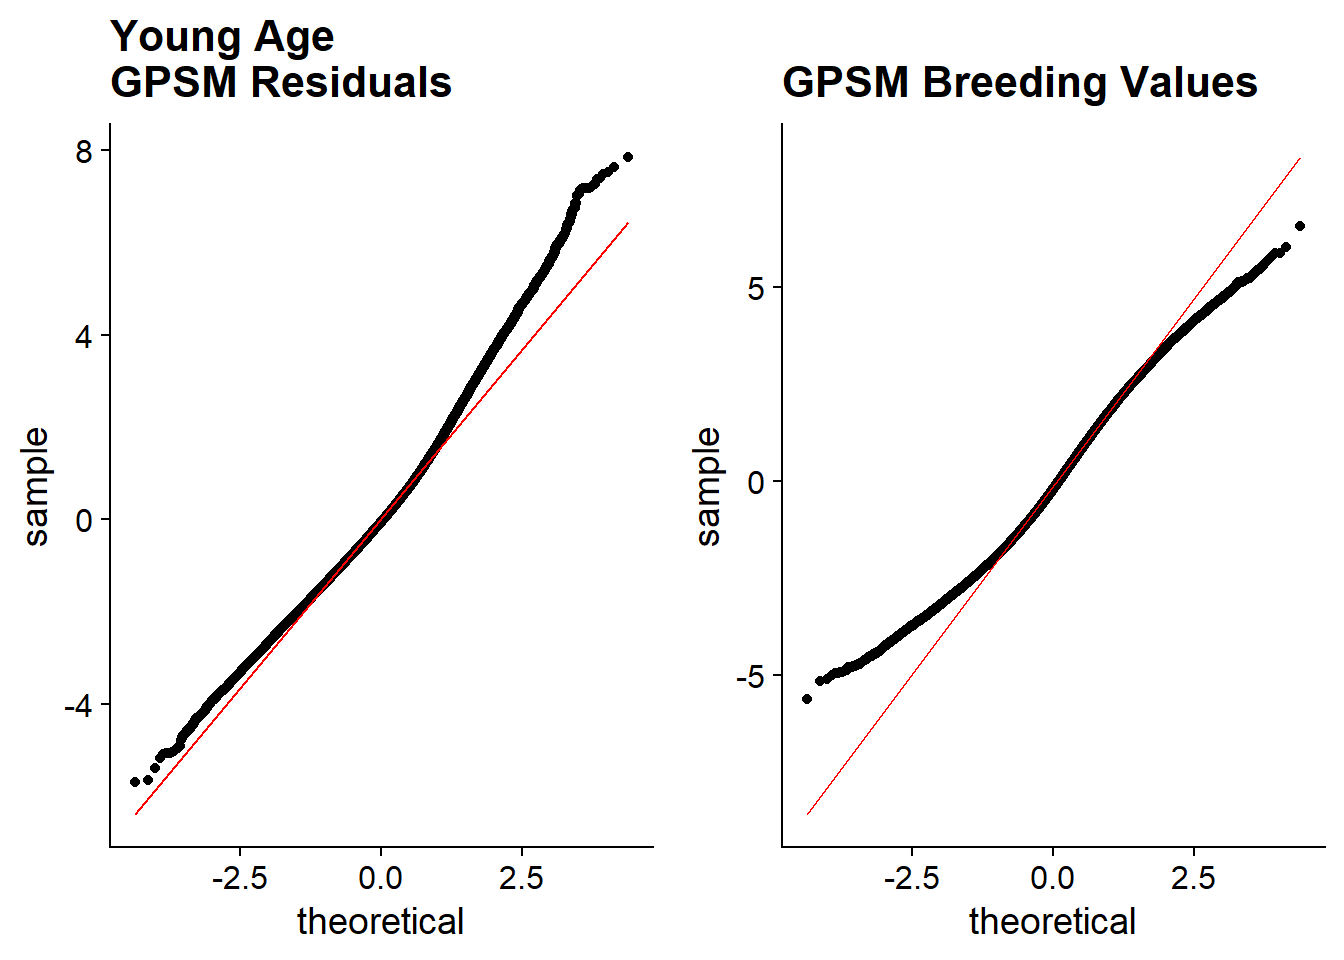 Young Age
GPSM Residuals
8
4
0
-4
sample
-2.5 0.0 2.5
theoretical
GPSM Breeding Values
5
0
-5
sample
-2.5 0.0 2.5
theoretical